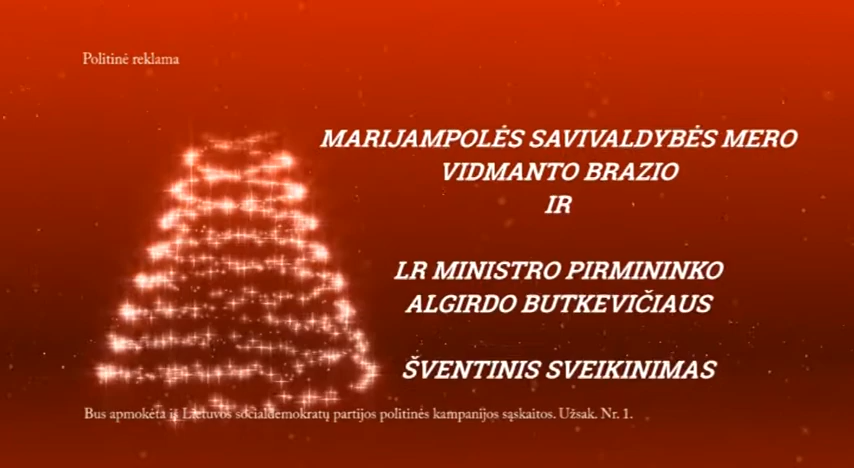 Politinė reklama
MARIJAMPOLĖS SAVIVALDYBĖS MERO
VIDMANTO BRAZIO
IR
LR MINISTRO PIRMININKO
ALGIRDO BUTKEVIČIAUS
ŠVENTINIS SVEIKINIMAS
Bus apmokėta iš Lietuvos socialdemokratų partijos politinės kampanijos sąskaitos. Užsak. Nr. 1.